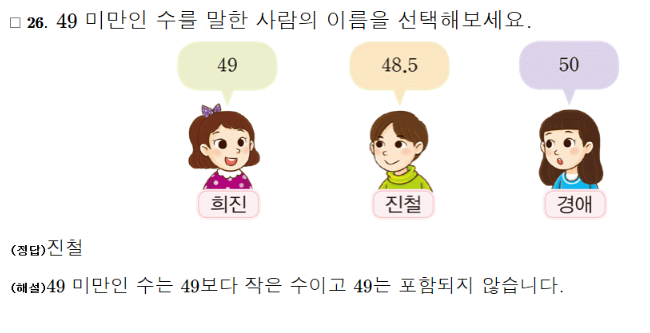 □ 26. 49 미만인 수를 말한 사람의 이름을 선택해보세요.
49 48.5 50
희진 진철 경애
(정답)진철
(해설)49 미만인 수는 49보다 작은 수이고 49는 포함되지 않습니다.